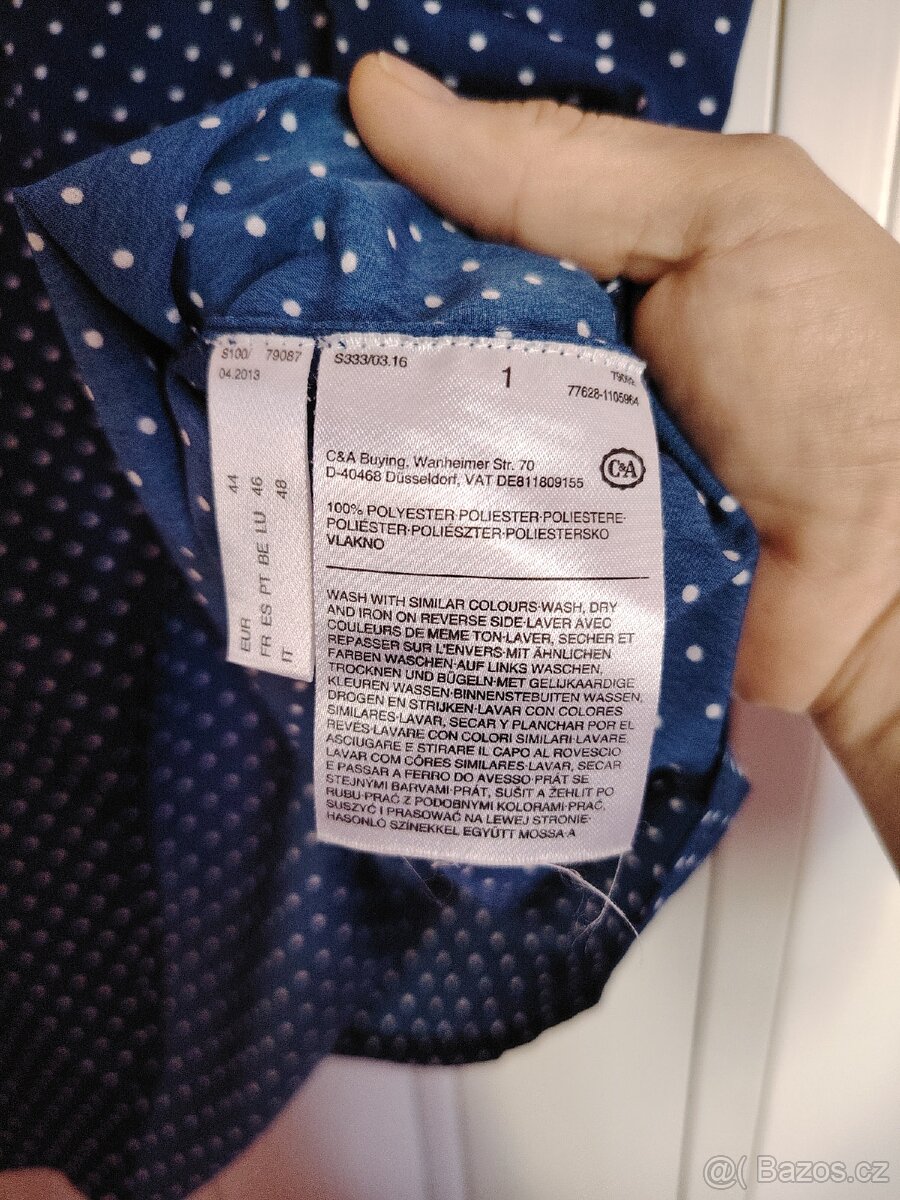 S100/ 79087
04.2013
EUR 44
FR ES PT BE LU 46
IT 48
S333/03.16
1
77628-1105964
C&A Buying, Wanheimer Str. 70
D-40468 Düsseldorf, VAT DE811809155
C&A
100% POLYESTER·POLIESTER·POLIESTERE·
POLIÉSTER·POLIÉSZTER·POLIESTERSKO
VLAKNO
WASH WITH SIMILAR COLOURS·WASH, DRY
AND IRON ON REVERSE SIDE·LAVER AVEC
COULEURS DE MEME TON·LAVER, SECHER ET
REPASSER SUR L'ENVERS·MIT ÄHNLICHEN
FARBEN WASCHEN·AUF LINKS WASCHEN,
TROCKNEN UND BÜGELN·MET GELIJKAARDIGE
KLEUREN WASSEN·BINNENSTEBUITEN WASSEN,
DROGEN EN STRIJKEN·LAVAR CON COLORES
SIMILARES·LAVAR, SECAR Y PLANCHAR POR EL
REVÉS·LAVARE CON COLORI SIMILARI·LAVARE,
ASCIUGARE E STIRARE IL CAPO AL ROVESCIO
LAVAR COM CÔRES SIMILARES·LAVAR, SECAR
E PASSAR A FERRO DO AVESSO·PRÁT SE
STEJNÝMI BARVAMI·PRÁT, SUŠIT A ŽEHLIT PO
RUBU·PRAĆ Z PODOBNYMI KOLORAMI·PRAĆ,
SUSZYĆ I PRASOWAĆ NA LEWEJ STRONIE·
HASONLÓ SZÍNEKKEL EGYÜTT MOSSA·A
@( Bazos.cz